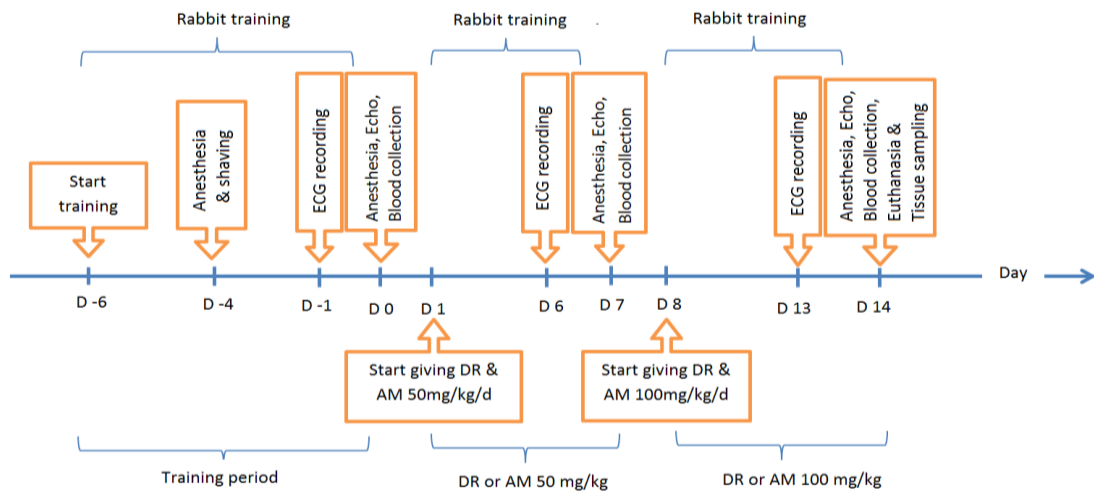 Rabbit training
Rabbit training
Rabbit training
Start
training
Anesthesia
& shaving
ECG recording
Anesthesia, Echo,
Blood collection
ECG recording
Anesthesia, Echo,
Blood collection
ECG recording
Anesthesia, Echo,
Blood collection,
Euthanasia &
Tissue sampling
Day
D -6
D -4
D -1
D 0
D 1
D 6
D 7
D 8
D 13
D 14
Start giving DR &
AM 50mg/kg/d
Start giving DR &
AM 100mg/kg/d
Training period
DR or AM 50 mg/kg
DR or AM 100 mg/kg